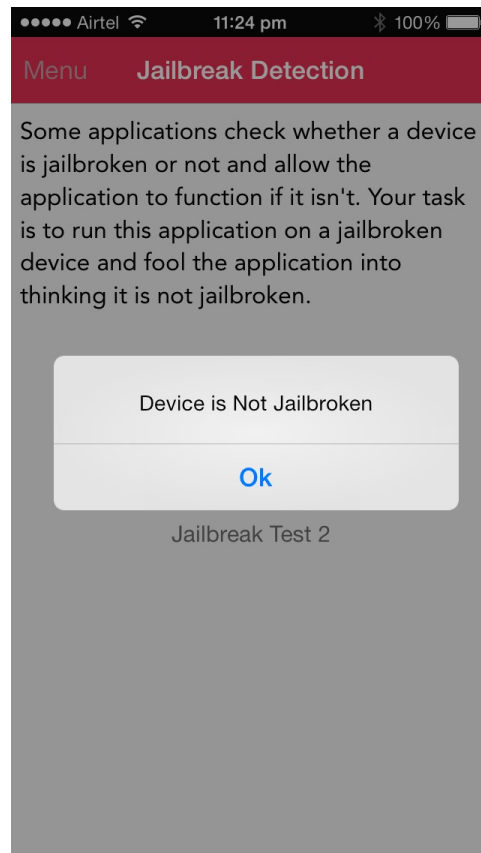 Airtel 11:24 pm 100%
Menu Jailbreak Detection
Some applications check whether a device
is jailbroken or not and allow the
application to function if it isn't. Your task
is to run this application on a jailbroken
device and fool the application into
thinking it is not jailbroken.
Device is Not Jailbroken
Ok
Jailbreak Test 2